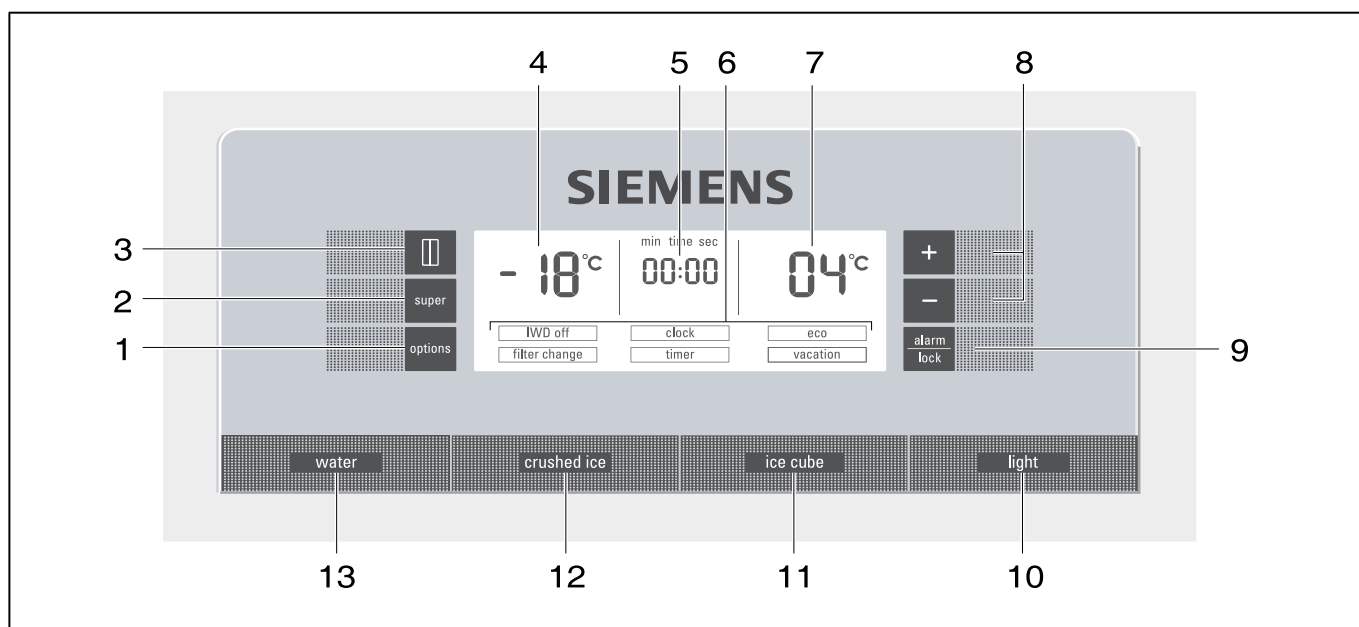 4 5 6 7 8
SIEMENS
3
min time sec
- 18°C 00:00 04°C
+
2
super
−
IWD off clock eco
1
options
filter change timer vacation
alarm
lock
9
water crushed ice ice cube light
13 12 11 10